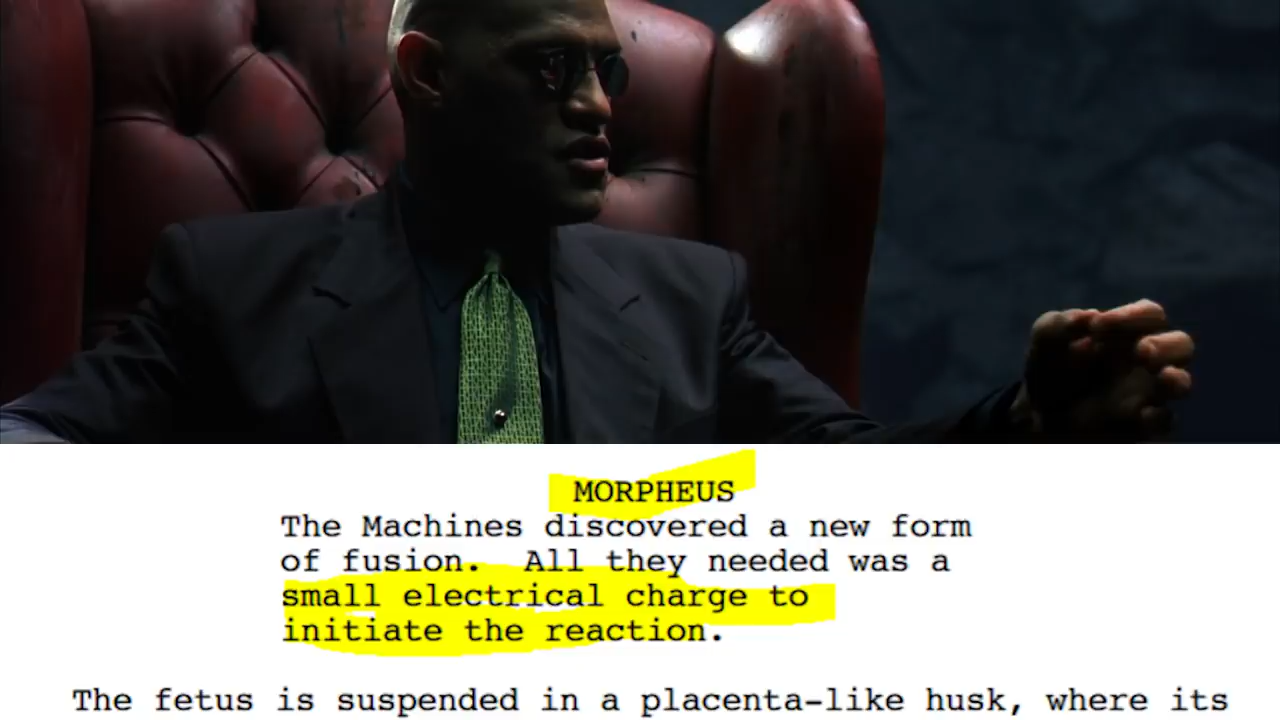 MORPHEUS
The Machines discovered a new form
of fusion.  All they needed was a
small electrical charge to
initiate the reaction.
The fetus is suspended in a placenta-like husk, where its